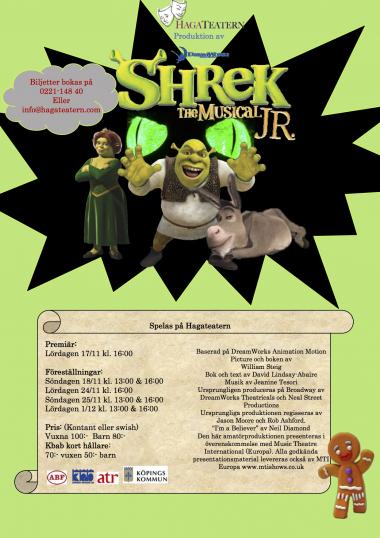 HAGATEATERN
Produktion av
DREAMWORKS
Biljetter bokas på
0221-148 40
Eller
info@hagateatern.com
SHREK
THE MUSICAL
JR.
Spelas på Hagateatern
Premiär:
Lördagen 17/11 kl. 16:00
Föreställningar:
Söndagen 18/11 kl. 13:00 & 16:00
Lördagen 24/11 kl. 16:00
Söndagen 25/11 kl. 13:00 & 16:00
Lördagen 1/12 kl. 13:00 & 16:00
Pris: (Kontant eller swish)
Vuxna 100:- Barn 80:-
Kbab kort hållare:
70:- vuxen 50:- barn
Baserad på DreamWorks Animation Motion
Picture och boken av
William Steig
Bok och text av David Lindsay-Abaire
Musik av Jeanine Tesori
Ursprungligen produceras på Broadway av
DreamWorks Theatricals och Neal Street
Productions
Ursprungliga produktionen regisseras av
Jason Moore och Rob Ashford.
"I'm a Believer" av Neil Diamond
Den här amatörproduktionen presenteras i
överenskommelse med Music Theatre
International (Europa). Alla godkända
presentationsmaterial levereras också av MTI
Europa www.mtishows.co.uk
ABF
atr
KÖPINGS
KOMMUN